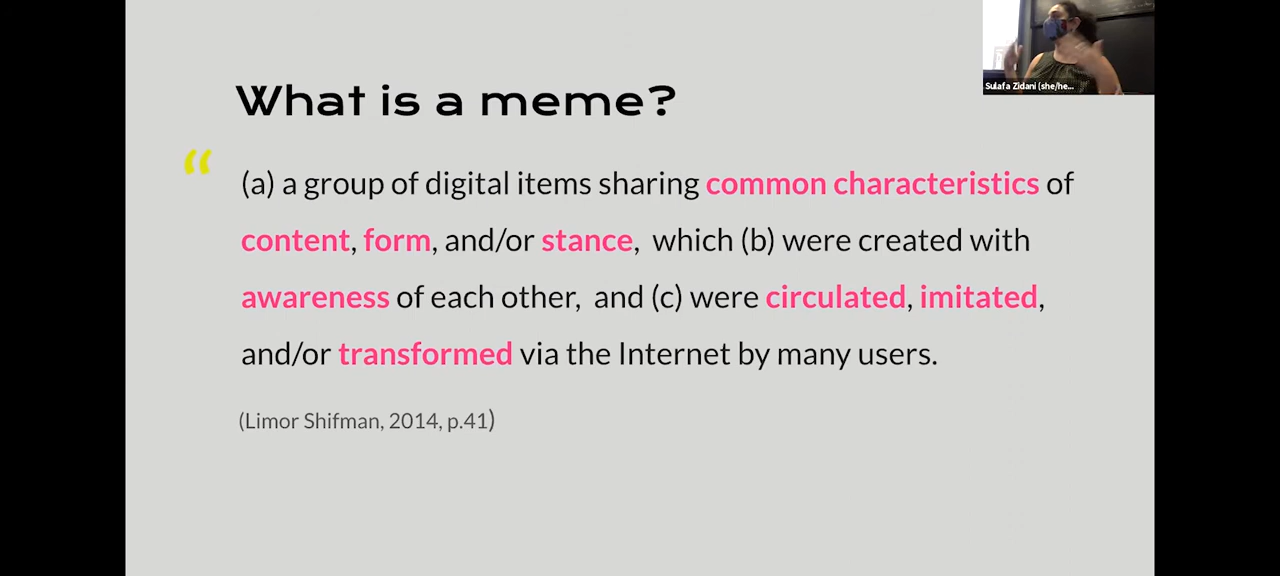 What is a meme?
“
(a) a group of digital items sharing common characteristics of
content, form, and/or stance, which (b) were created with
awareness of each other, and (c) were circulated, imitated,
and/or transformed via the Internet by many users.
(Limor Shifman, 2014, p.41)
Sulafa Zidani (she/he...